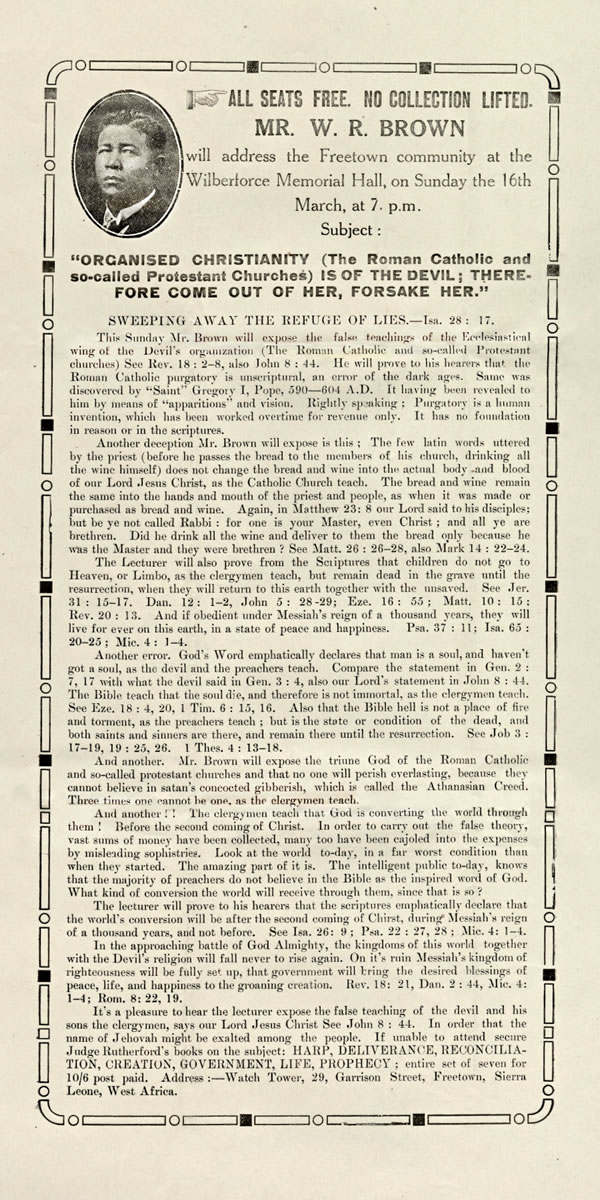 ALL SEATS FREE. NO COLLECTION LIFTED.
MR. W. R. BROWN
will address the Freetown community at the
Wilberforce Memorial Hall, on Sunday the 16th
March, at 7. p.m.
Subject :
"ORGANISED CHRISTIANITY (The Roman Catholic and
so-called Protestant Churches) IS OF THE DEVIL; THERE-
FORE COME OUT OF HER, FORSAKE HER."
SWEEPING AWAY THE REFUGE OF LIES.—Isa. 28 : 17.
This Sunday Mr. Brown will expose the false teachings of the Ecclesiastical
wing of the Devil's organization (The Roman Catholic and so-called Protestant
churches) See Rev. 18 : 2-8, also John 8 : 44. He will prove to his hearers that the
Roman Catholic purgatory is unscriptural, an error of the dark ages. Same was
discovered by "Saint" Gregory I, Pope, 590—604 A.D. It having been revealed to
him by means of "apparitions" and vision. Rightly speaking ; Purgatory is a human
invention, which has been worked overtime for revenue only. It has no foundation
in reason or in the scriptures.
Another deception Mr. Brown will expose is this ; The few latin words uttered
by the priest (before he passes the bread to the members of his church, drinking all
the wine himself) does not change the bread and wine into the actual body and blood
of our Lord Jesus Christ, as the Catholic Church teach. The bread and wine remain
the same into the hands and mouth of the priest and people, as when it was made or
purchased as bread and wine. Again, in Matthew 23: 8 our Lord said to his disciples;
but be ye not called Rabbi : for one is your Master, even Christ ; and all ye are
brethren. Did he drink all the wine and deliver to them the bread only because he
was the Master and they were brethren ? See Matt. 26 : 26-28, also Mark 14 : 22-24.
The Lecturer will also prove from the Scriptures that children do not go to
Heaven, or Limbo, as the clergymen teach, but remain dead in the grave until the
resurrection, when they will return to this earth together with the unsaved. See Jer.
31 : 15-17. Dan. 12 : 1-2, John 5 : 28-29; Eze. 16 : 55 ; Matt. 10 : 15 ;
Rev. 20 : 13. And if obedient under Messiah's reign of a thousand years, they will
live for ever on this earth, in a state of peace and happiness. Psa. 37 : 11; Isa. 65 :
20-25 ; Mic. 4 : 1-4.
Another error. God's Word emphatically declares that man is a soul, and haven't
got a soul, as the devil and the preachers teach. Compare the statement in Gen. 2 :
7, 17 with what the devil said in Gen. 3 : 4, also our Lord's statement in John 8 : 44.
The Bible teach that the soul die, and therefore is not immortal, as the clergymen teach.
See Eze. 18 : 4, 20, 1 Tim. 6 : 15, 16. Also that the Bible hell is not a place of fire
and torment, as the preachers teach ; but is the state or condition of the dead, and
both saints and sinners are there, and remain there until the resurrection. See Job 3 :
17-19, 19 : 25, 26. 1 Thes. 4 : 13-18.
And another. Mr. Brown will expose the triune God of the Roman Catholic
and so-called protestant churches and that no one will perish everlasting, because they
cannot believe in satan's concocted gibberish, which is called the Athanasian Creed.
Three times one cannot be one, as the clergymen teach.
And another ! ! The clergymen teach that God is converting the world through
them ! Before the second coming of Christ. In order to carry out the false theory,
vast sums of money have been collected, many too have been cajoled into the expenses
by misleading sophistries. Look at the world to-day, in a far worst condition than
when they started. The amazing part of it is. The intelligent public to-day, knows
that the majority of preachers do not believe in the Bible as the inspired word of God.
What kind of conversion the world will receive through them, since that is so ?
The lecturer will prove to his hearers that the scriptures emphatically declare that
the world's conversion will be after the second coming of Chirst, during Messiah's reign
of a thousand years, and not before. See Isa. 26: 9 ; Psa. 22 : 27, 28 ; Mic. 4: 1-4.
In the approaching battle of God Almighty, the kingdoms of this world together
with the Devil's religion will fall never to rise again. On it's ruin Messiah's kingdom of
righteousness will be fully set up, that government will bring the desired blessings of
peace, life, and happiness to the groaning creation. Rev. 18: 21, Dan. 2 : 44, Mic. 4:
1-4; Rom. 8: 22, 19.
It's a pleasure to hear the lecturer expose the false teaching of the devil and his
sons the clergymen, says our Lord Jesus Christ See John 8 : 44. In order that the
name of Jehovah might be exalted among the people. If unable to attend secure
Judge Rutherford's books on the subject: HARP, DELIVERANCE, RECONCILIA-
TION, CREATION, GOVERNMENT, LIFE, PROPHECY ; entire set of seven for
10/6 post paid. Address :—Watch Tower, 29, Garrison Street, Freetown, Sierra
Leone, West Africa.